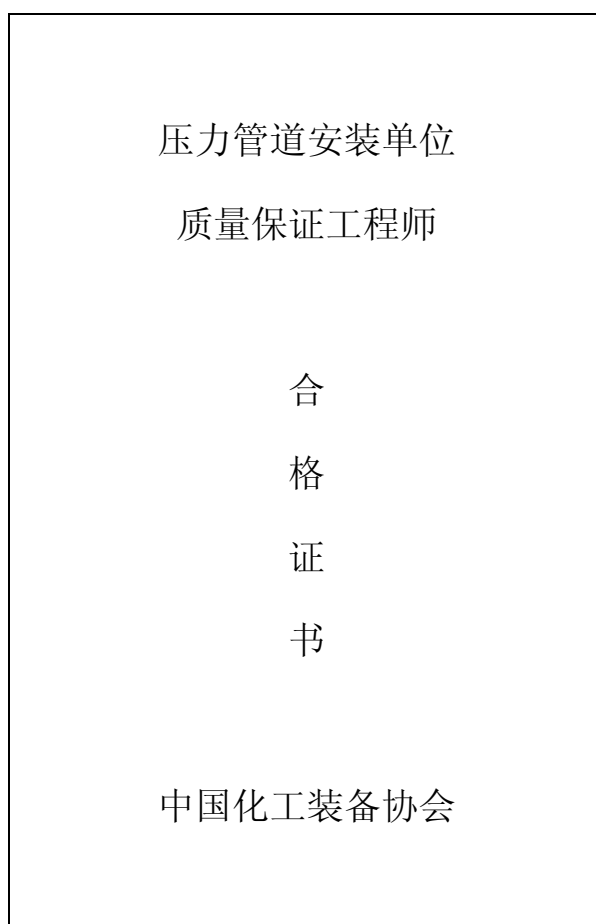 压力管道安装单位
质量保证工程师
合
格
证
书
中国化工装备协会